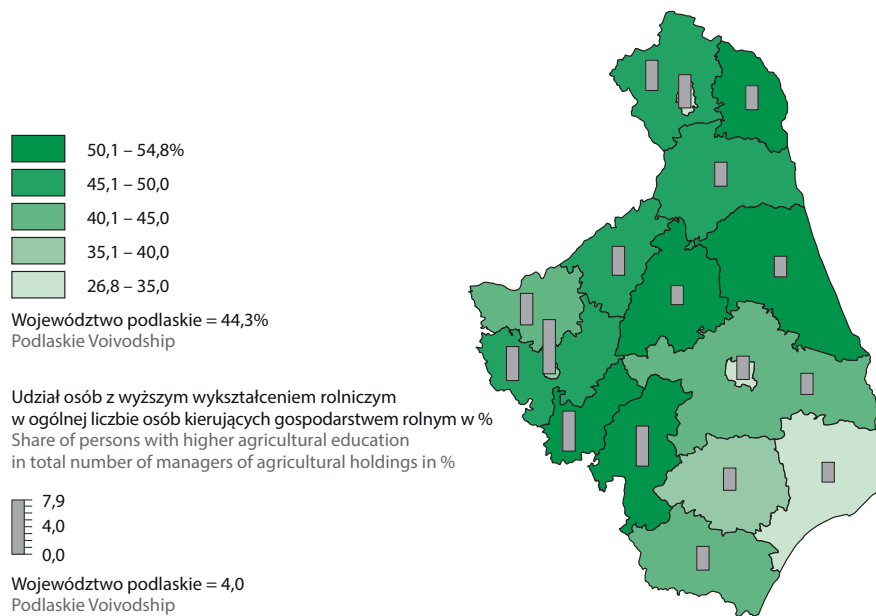 50,1 – 54,8%
45,1 – 50,0
40,1 – 45,0
35,1 – 40,0
26,8 – 35,0
Województwo podlaskie = 44,3%
Podlaskie Voivodship
Udział osób z wyższym wykształceniem rolniczym
w ogólnej liczbie osób kierujących gospodarstwem rolnym w %
Share of persons with higher agricultural education
in total number of managers of agricultural holdings in %
7,9
4,0
0,0
Województwo podlaskie = 4,0
Podlaskie Voivodship